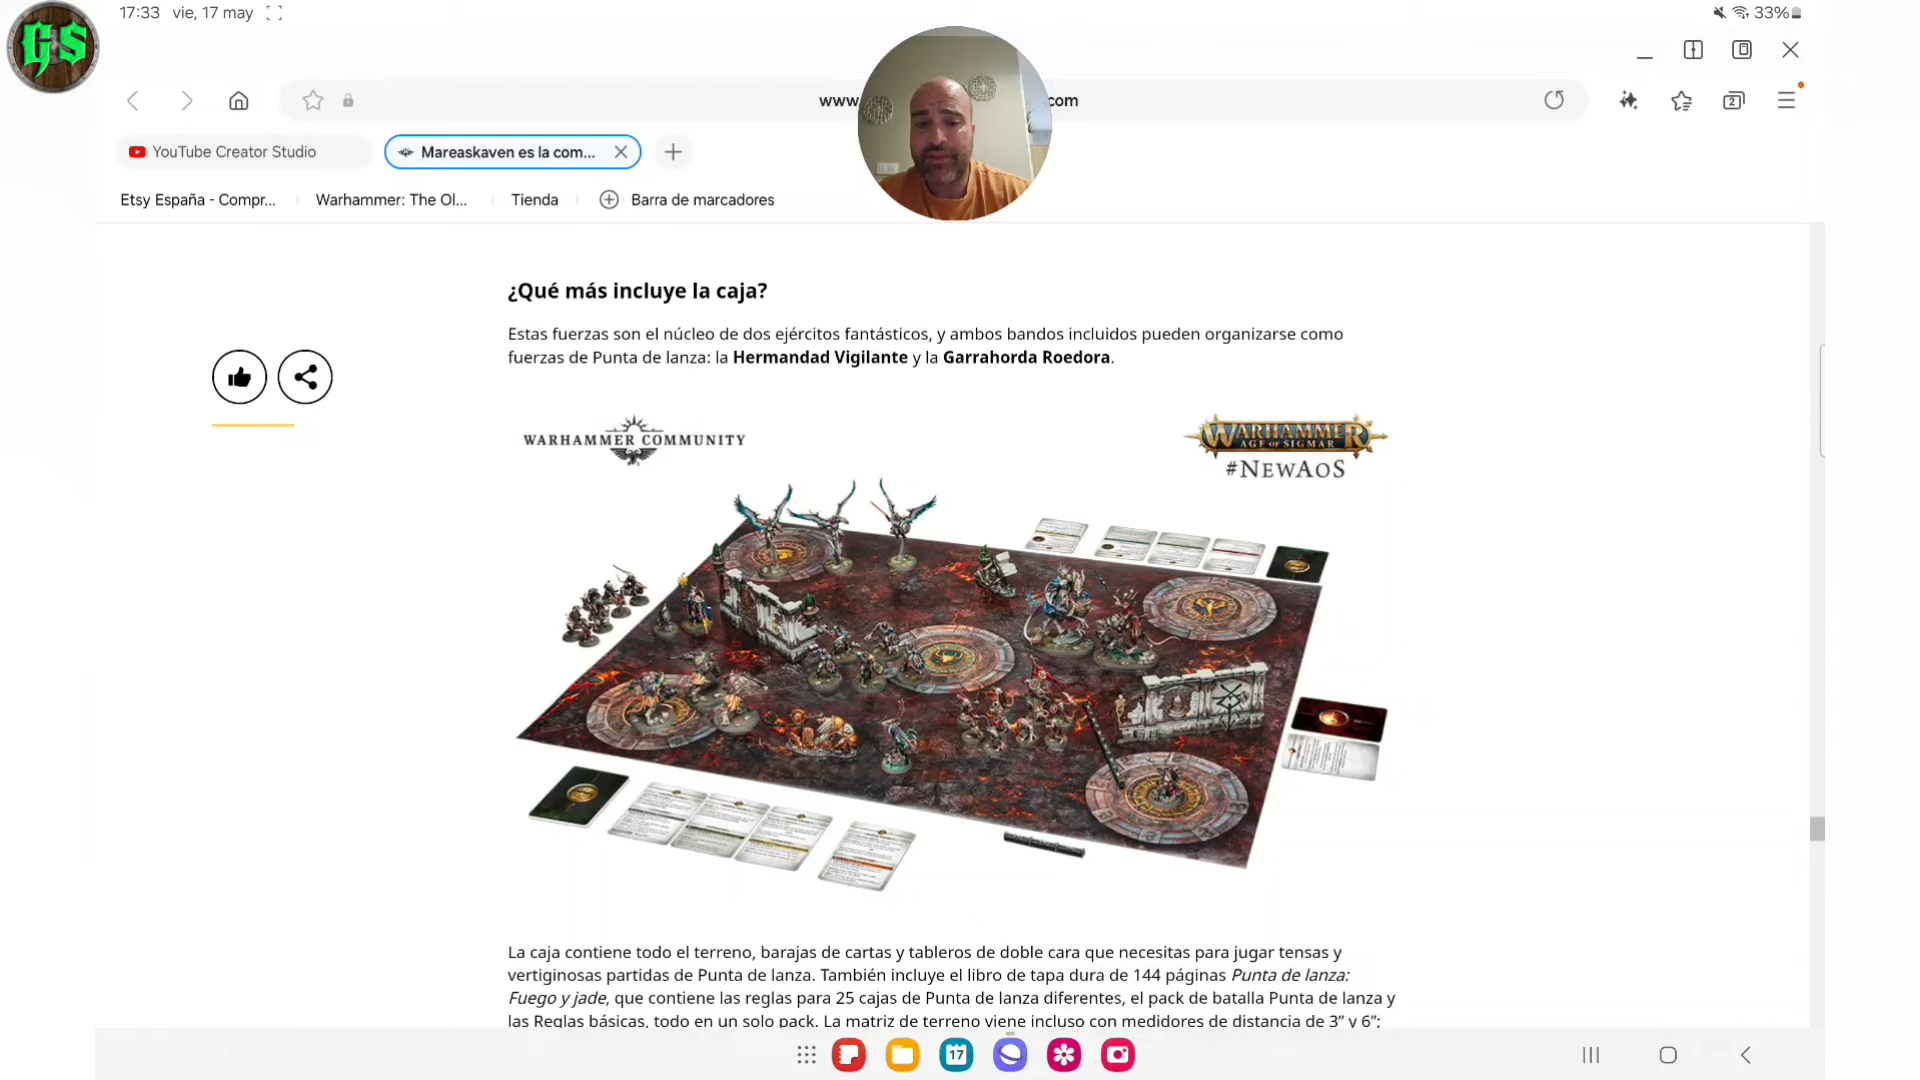 GS
17:33 vie, 17 may
33%
www.
com
YouTube Creator Studio
Mareaskaven es la com...
2
Etsy España - Compr...
Warhammer: The Ol...
Tienda
Barra de marcadores
¿Qué más incluye la caja?
Estas fuerzas son el núcleo de dos ejércitos fantásticos, y ambos bandos incluidos pueden organizarse como
fuerzas de Punta de lanza: la Hermandad Vigilante y la Garrahorda Roedora.
WARHAMMER COMMUNITY
WARHAMMER
AGE OF SIGMAR
#NEWAOS
La caja contiene todo el terreno, barajas de cartas y tableros de doble cara que necesitas para jugar tensas y
vertiginosas partidas de Punta de lanza. También incluye el libro de tapa dura de 144 páginas Punta de lanza:
Fuego y jade, que contiene las reglas para 25 cajas de Punta de lanza diferentes, el pack de batalla Punta de lanza y
las Reglas básicas, todo en un solo pack. La matriz de terreno viene incluso con medidores de distancia de 3” y 6”;
17